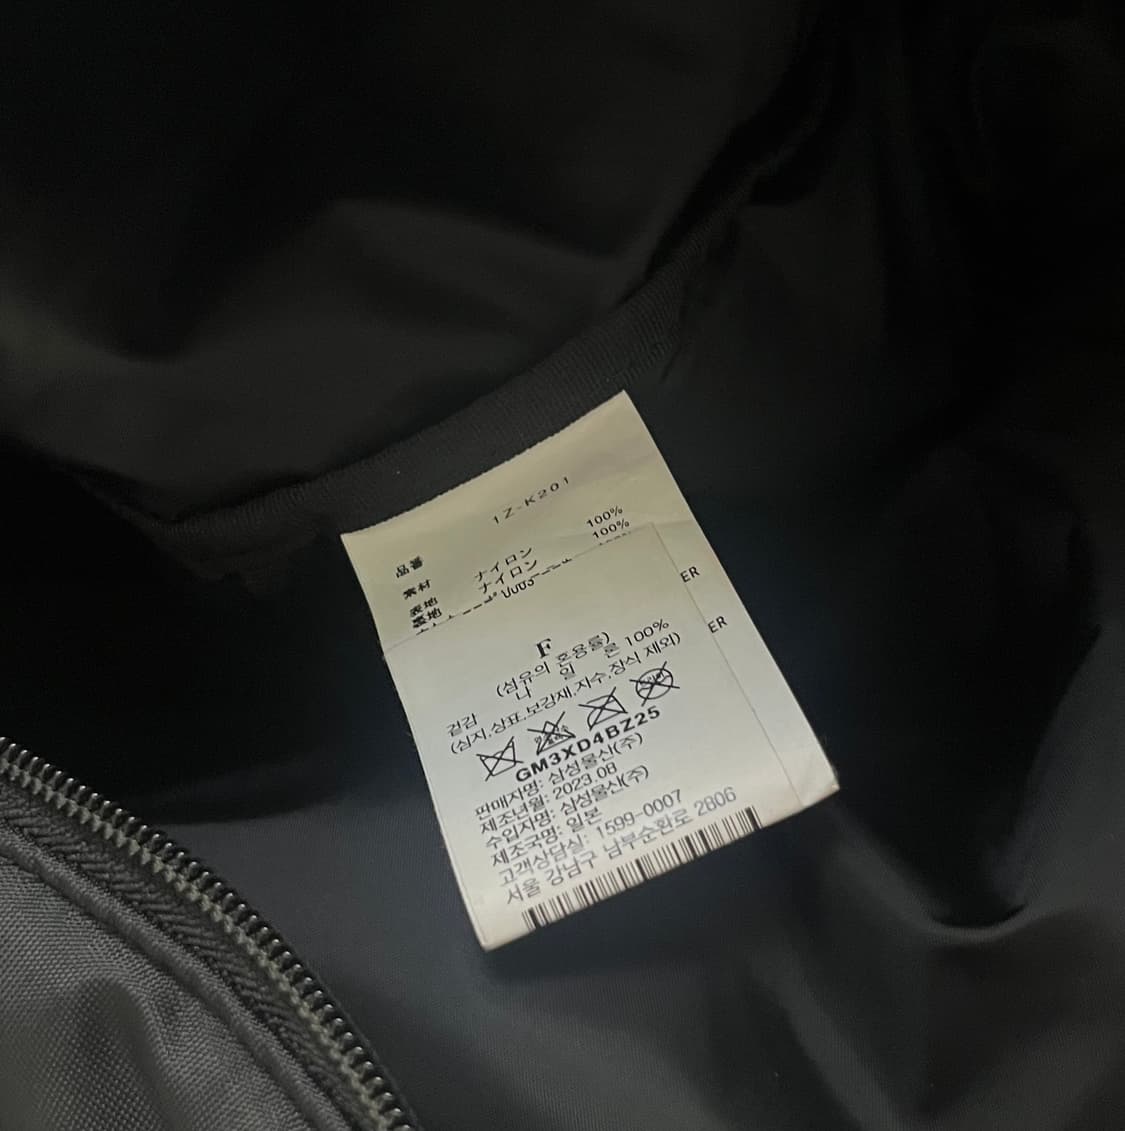 品番 1Z-K201
素材
表地 ナイロン 100%
裏地 ナイロン 100%
ER
ER
F
(섬유의 혼용률)
겉감 나 일 론 100%
(심지,상표,보강재,자수,장식 제외)
GM3XD4BZ25
판매자명: 삼성물산(주)
제조년월: 2023.08
수입자명: 삼성물산(주)
제조국명: 일본
고객상담실: 1599-0007
서울 강남구 남부순환로 2806